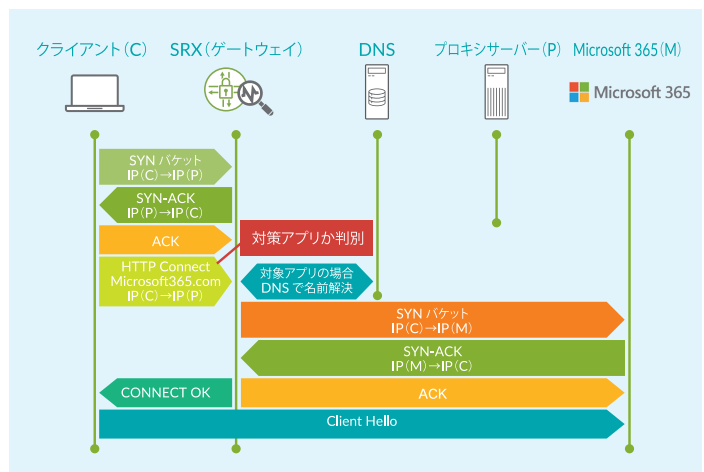 クライアント（C）
SRX（ゲートウェイ）
DNS
プロキシサーバー（P）
Microsoft 365（M）
Microsoft 365
SYN パケット
IP（C）→IP（P）
SYN-ACK
IP（P）→IP（C）
ACK
対策アプリか判別
HTTP Connect
Microsoft365.com
IP（C）→IP（P）
対象アプリの場合
DNS で名前解決
SYN パケット
IP（C）→IP（M）
SYN-ACK
IP（M）→IP（C）
CONNECT OK
ACK
Client Hello